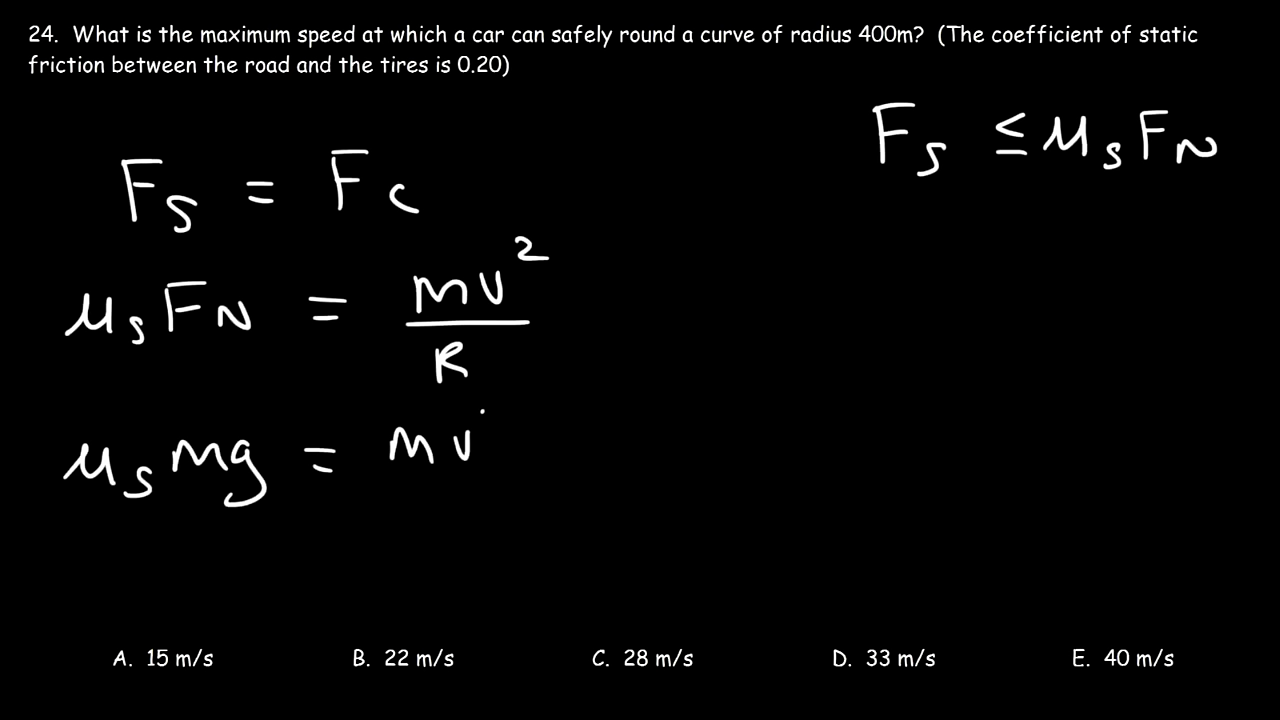 24. What is the maximum speed at which a car can safely round a curve of radius 400m? (The coefficient of static
friction between the road and the tires is 0.20)
Fs ≤ μs FN
Fs = Fc
μs FN = mv²/R
μs mg = mv
A. 15 m/s B. 22 m/s C. 28 m/s D. 33 m/s E. 40 m/s